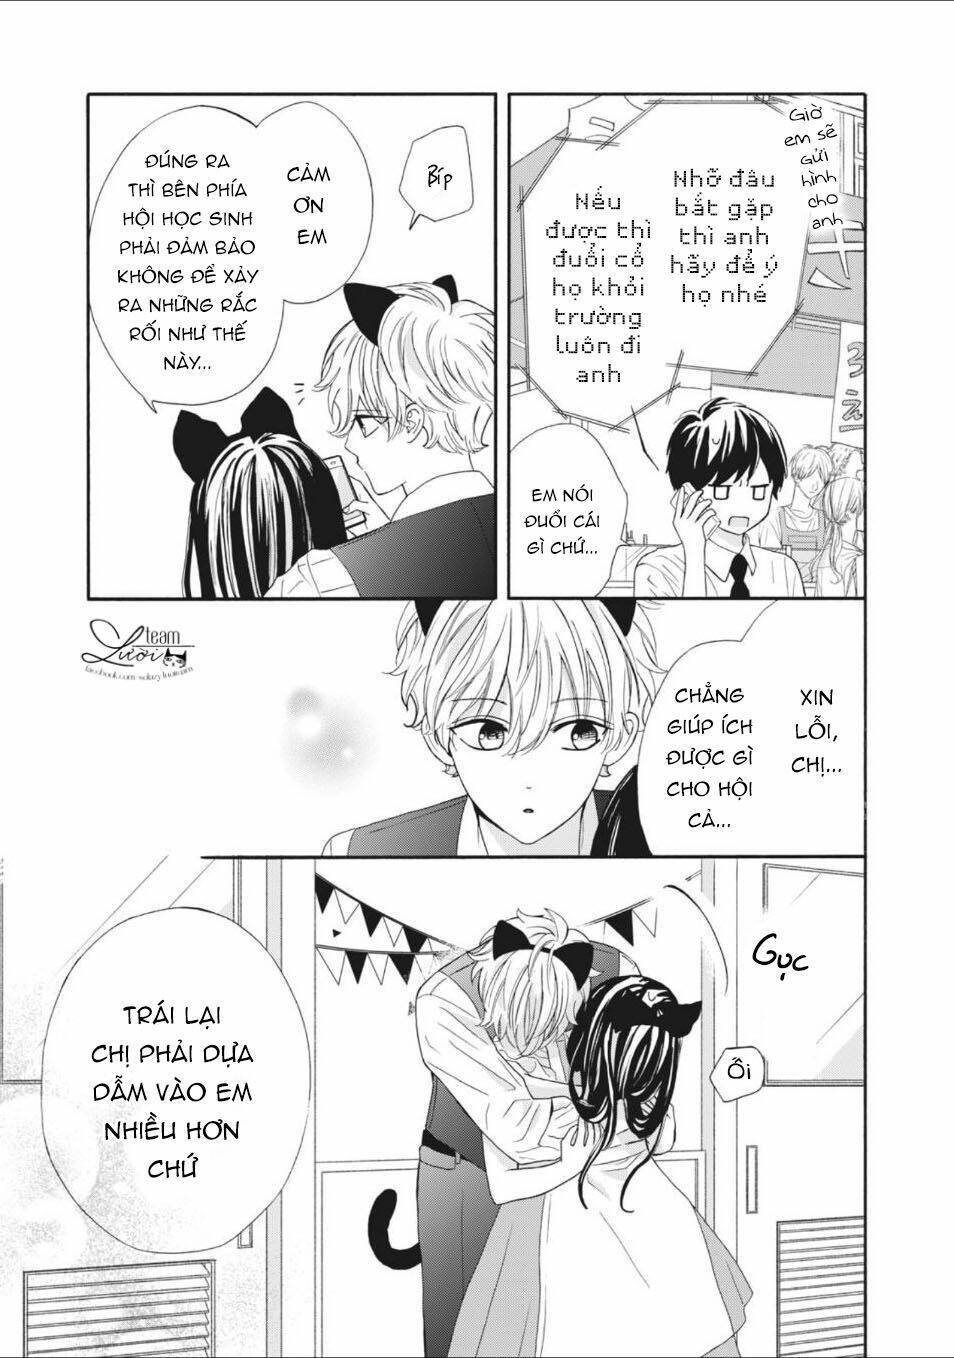 Giờ
em sẽ
gửi
hình
cho
anh
Nhỡ đâu
bắt gặp
thì anh
hãy để ý
họ nhé
Nếu
được thì
đuổi cổ
họ khỏi
trường
luôn đi
anh
EM NÓI
ĐUỔI CÁI
GÌ CHỨ...
Bíp
CẢM
ƠN
EM
ĐÚNG RA
THÌ BÊN PHÍA
HỘI HỌC SINH
PHẢI ĐẢM BẢO
KHÔNG ĐỂ XẢY
RA NHỮNG RẮC
RỐI NHƯ THẾ
NÀY...
team
Lười
XIN
LỖI,
CHỊ...
CHẲNG
GIÚP ÍCH
ĐƯỢC GÌ
CHO HỘI
CẢ...
Gục
Ôi
TRÁI LẠI
CHỊ PHẢI DỰA
DẪM VÀO EM
NHIỀU HƠN
CHỨ